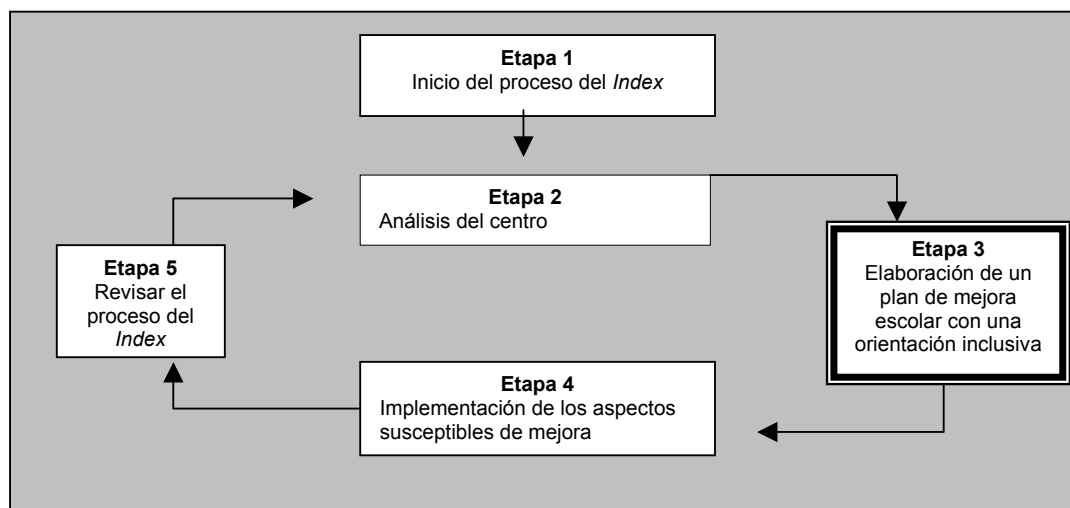 Etapa 1
Inicio del proceso del Index
Etapa 2
Análisis del centro
Etapa 3
Elaboración de un
plan de mejora
escolar con una
orientación inclusiva
Etapa 4
Implementación de los aspectos
susceptibles de mejora
Etapa 5
Revisar el
proceso del
Index